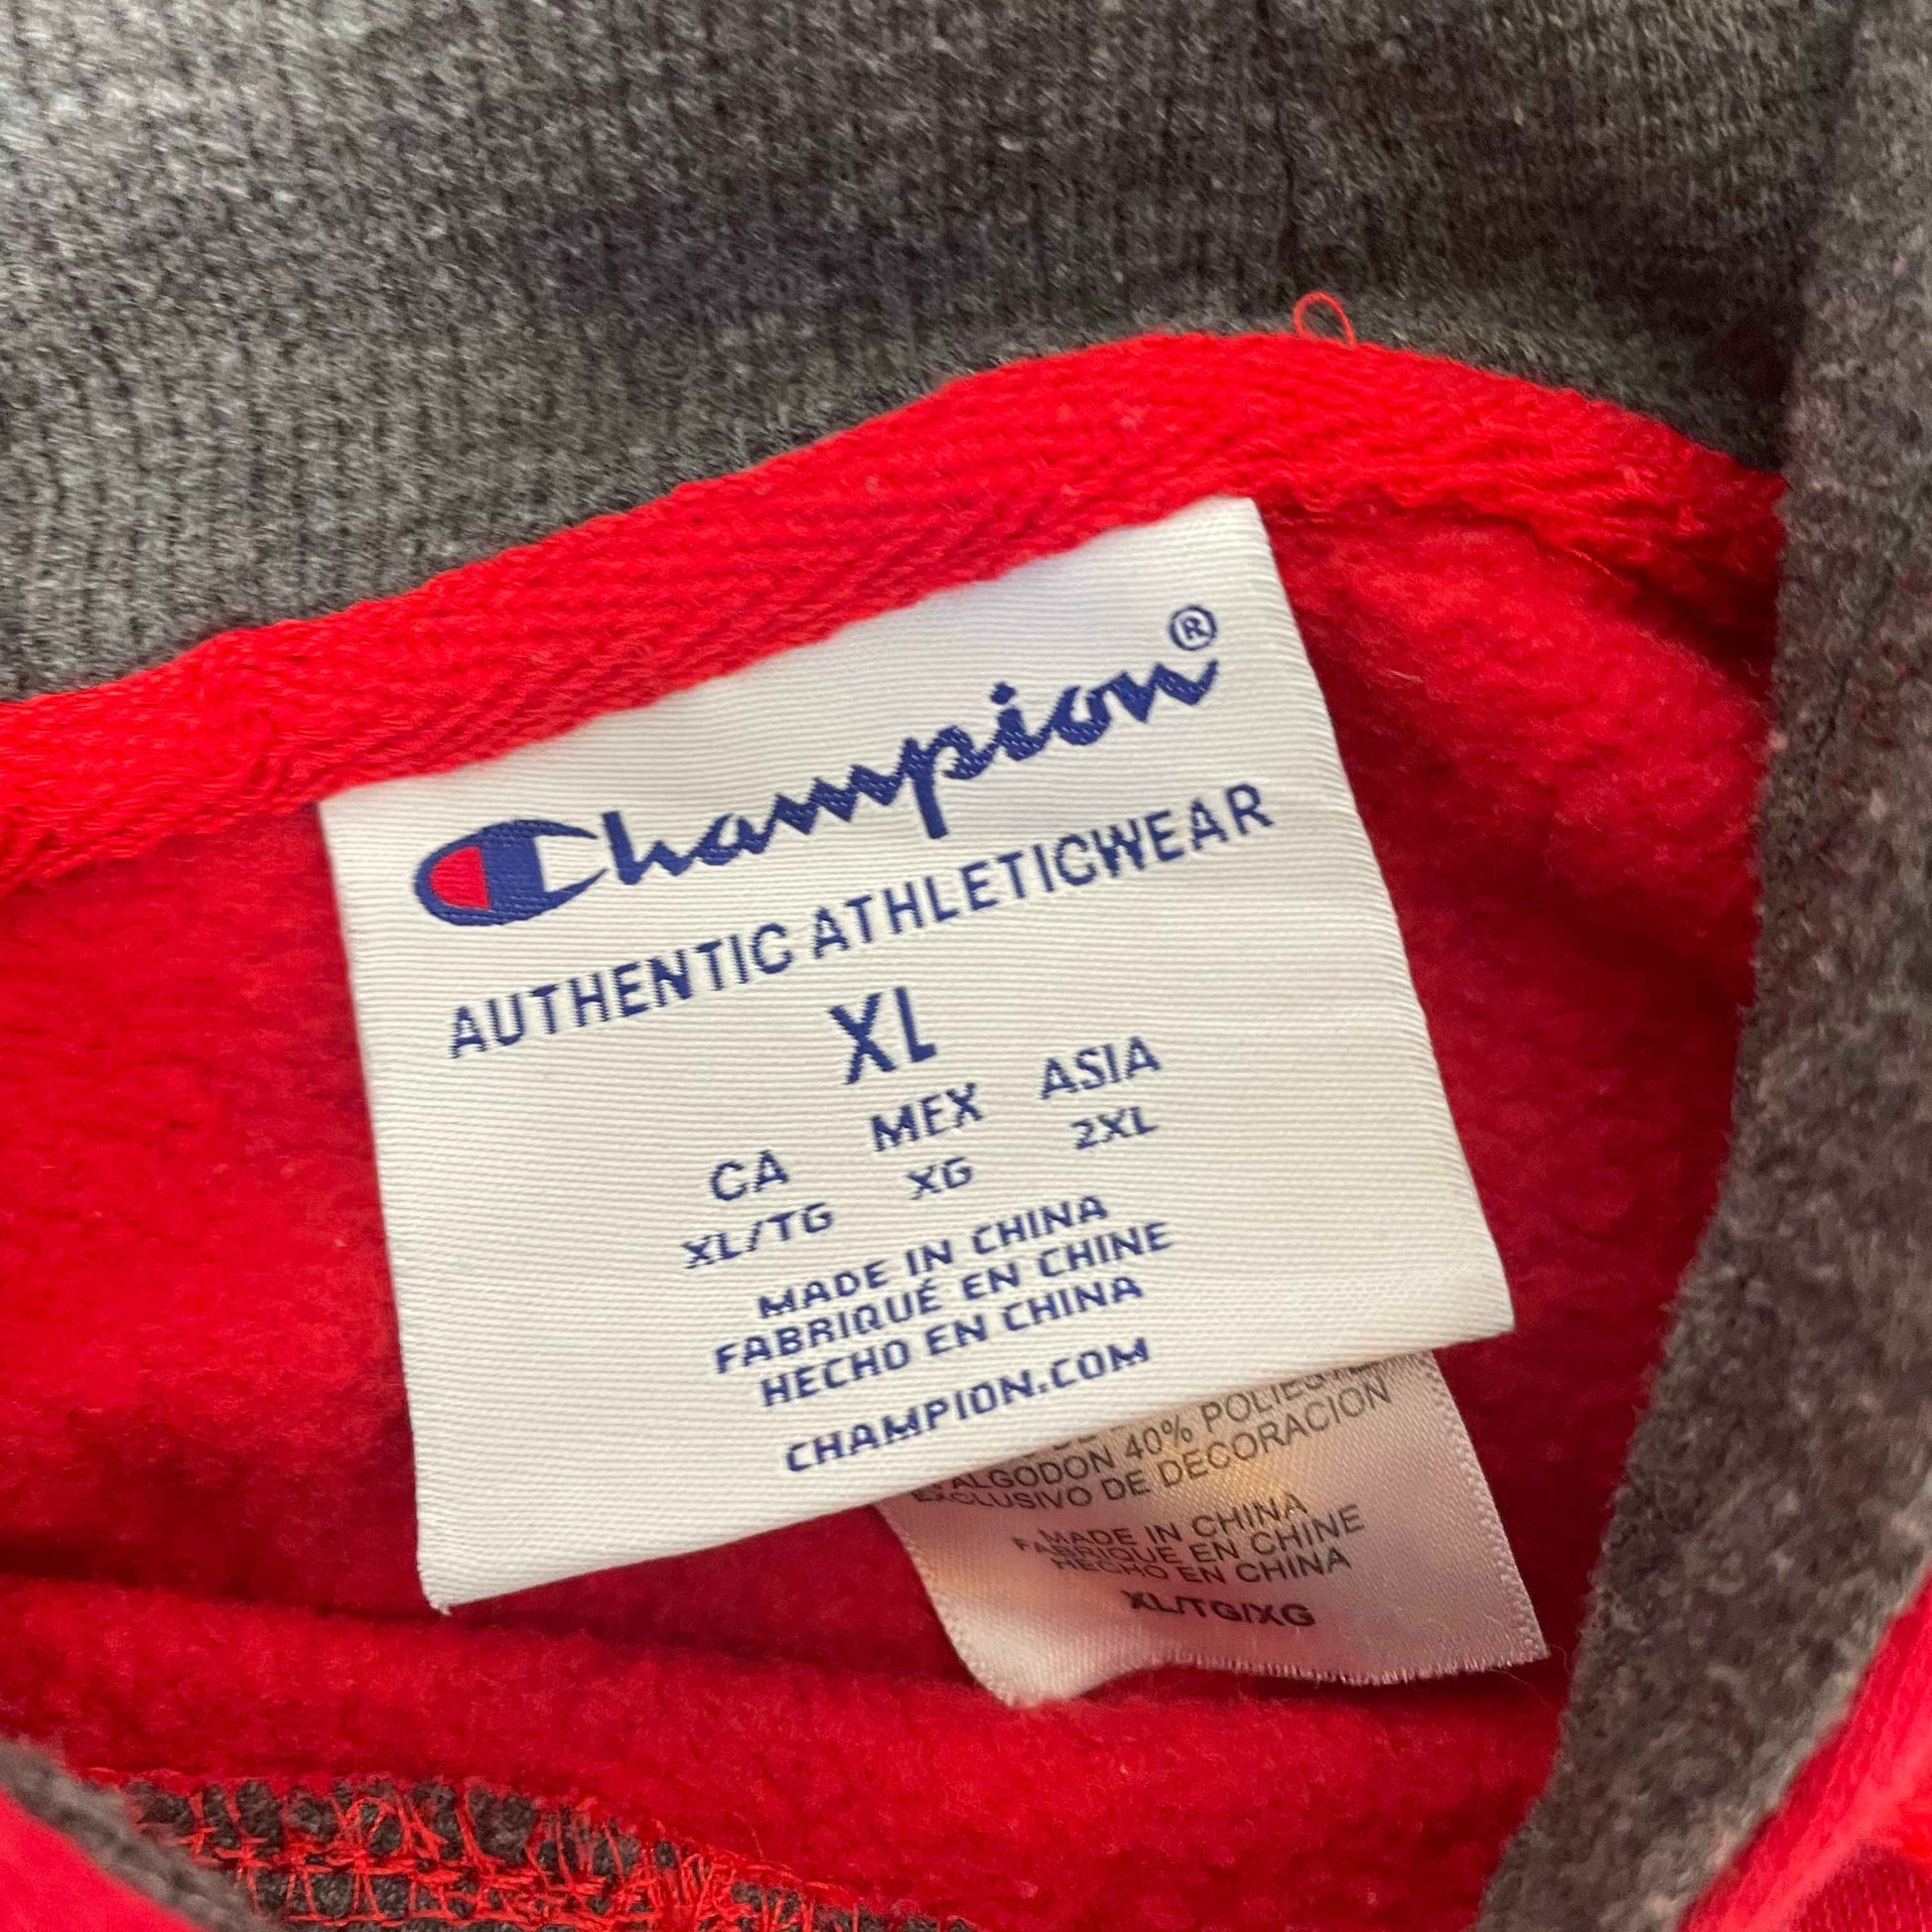 Champion®
AUTHENTIC ATHLETICWEAR
XL
CA MEX ASIA
XL/TG XG 2XL
MADE IN CHINA
FABRIQUÉ EN CHINE
HECHO EN CHINA
CHAMPION.COM
ALGODON 40% POLIESTER
EXCLUSIVO DE DECORACION
MADE IN CHINA
FABRIQUE EN CHINE
HECHO EN CHINA
XL/TG/XG